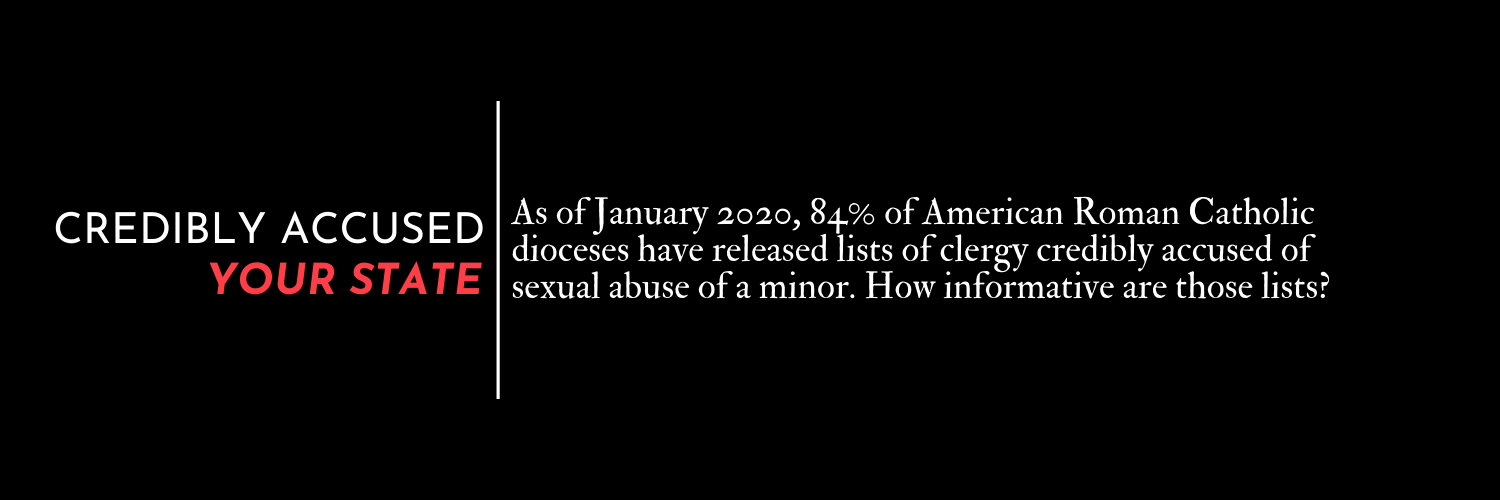 CREDIBLY ACCUSED
YOUR STATE
As of January 2020, 84% of American Roman Catholic
dioceses have released lists of clergy credibly accused of
sexual abuse of a minor. How informative are those lists?